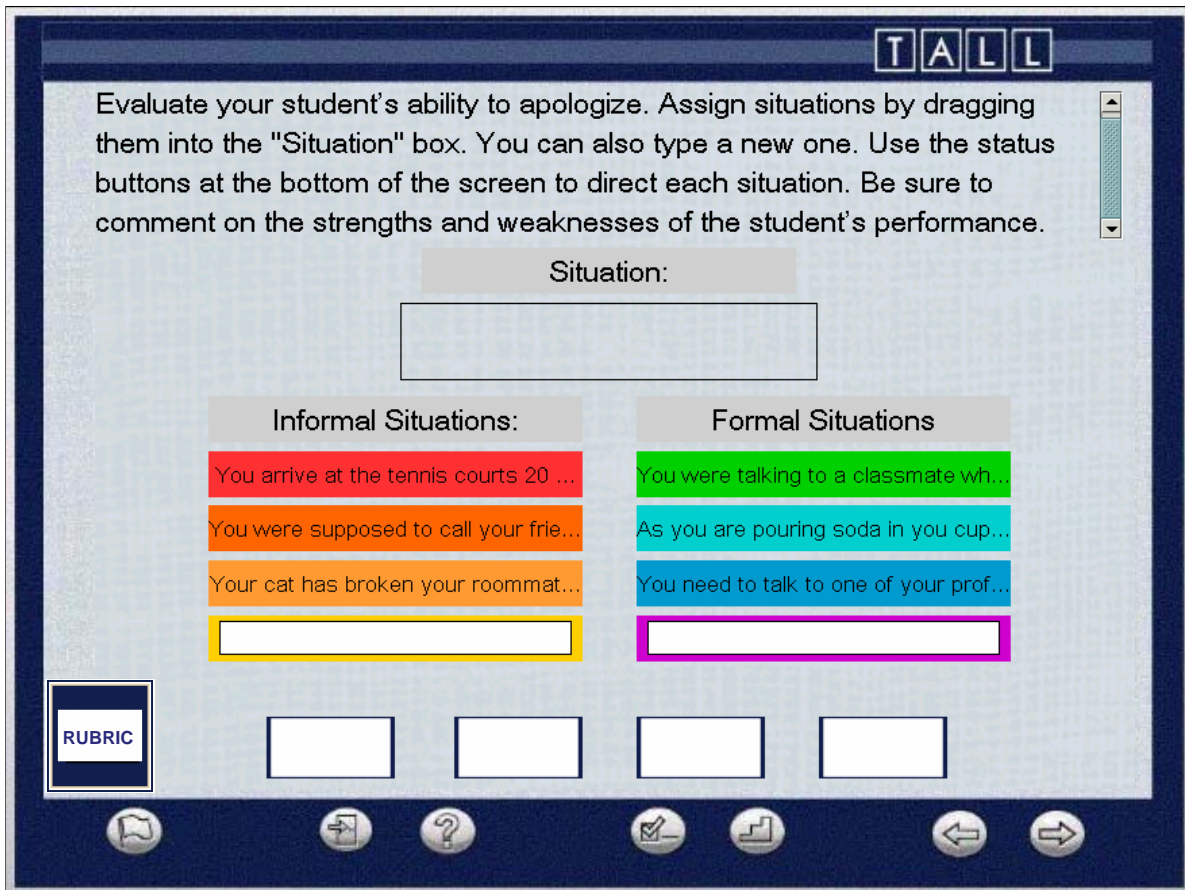 TALL
Evaluate your student's ability to apologize. Assign situations by dragging
them into the "Situation" box. You can also type a new one. Use the status
buttons at the bottom of the screen to direct each situation. Be sure to
comment on the strengths and weaknesses of the student's performance.
Situation:
Informal Situations:
Formal Situations
You arrive at the tennis courts 20 ...
You were talking to a classmate wh...
You were supposed to call your frie...
As you are pouring soda in you cup...
Your cat has broken your roommat...
You need to talk to one of your prof...
RUBRIC
?